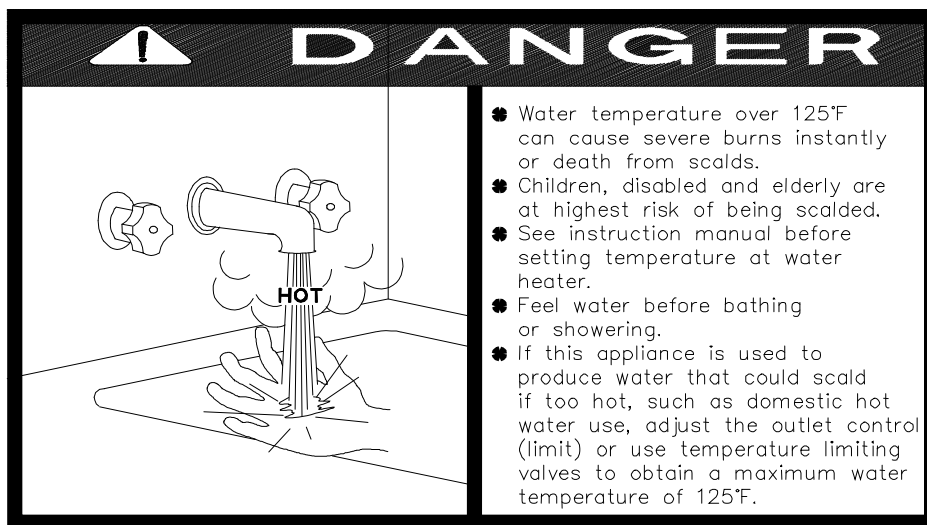 DANGER
HOT
Water temperature over 125°F
can cause severe burns instantly
or death from scalds.
Children, disabled and elderly are
at highest risk of being scalded.
See instruction manual before
setting temperature at water
heater.
Feel water before bathing
or showering.
If this appliance is used to
produce water that could scald
if too hot, such as domestic hot
water use, adjust the outlet control
(limit) or use temperature limiting
valves to obtain a maximum water
temperature of 125°F.